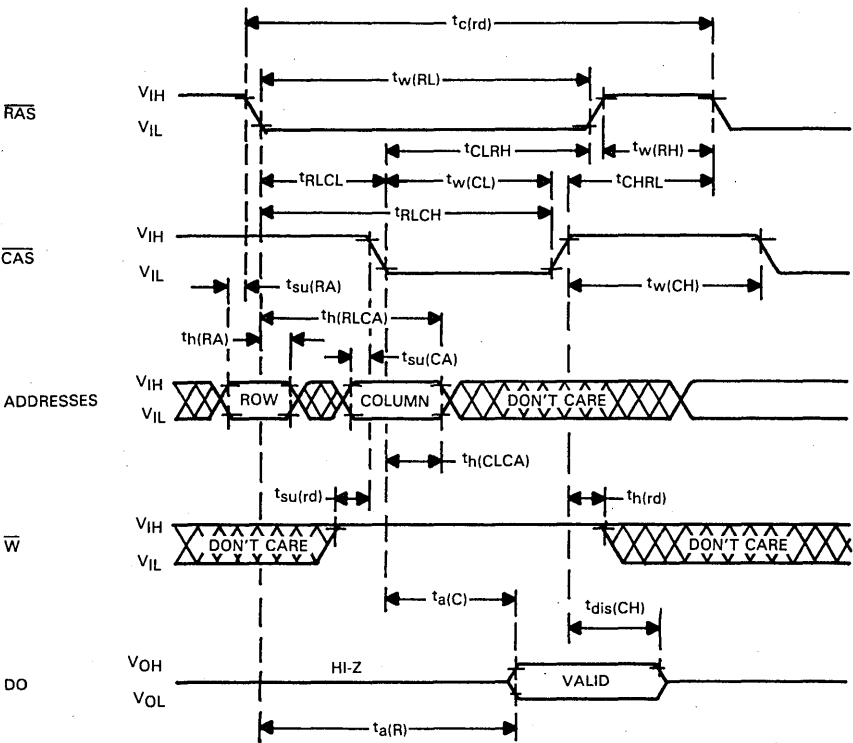 tc(rd)
tw(RL)
VIH
RAS
VIL
tCLRH
tw(RH)
tRLCL
tw(CL)
tCHRL
tRLCH
VIH
CAS
VIL
tsu(RA)
tw(CH)
th(RLCA)
th(RA)
tsu(CA)
VIH
ADDRESSES
ROW
COLUMN
DON'T CARE
VIL
th(CLCA)
tsu(rd)
th(rd)
VIH
W
DON'T CARE
DON'T CARE
VIL
ta(C)
tdis(CH)
VOH
HI-Z
DO
VALID
VOL
ta(R)